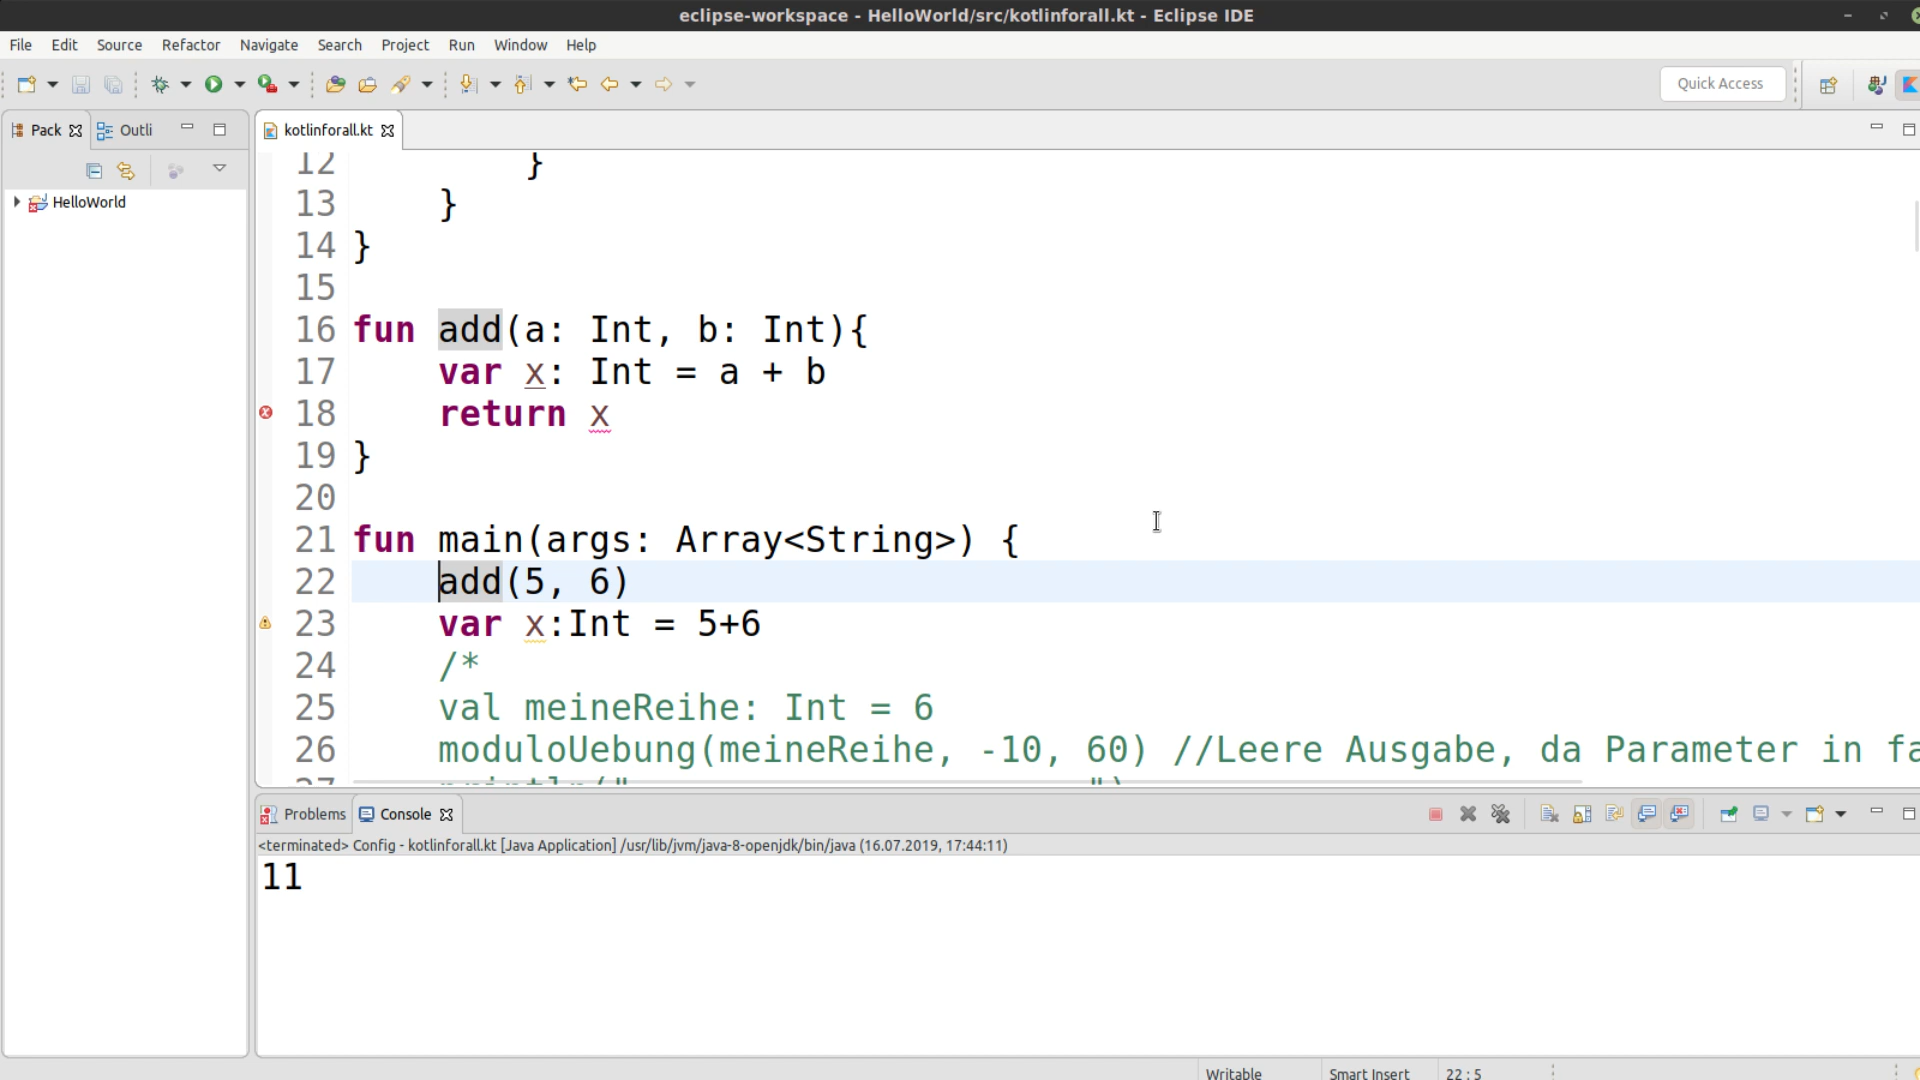 eclipse-workspace - HelloWorld/src/kotlinforall.kt - Eclipse IDE
File Edit Source Refactor Navigate Search Project Run Window Help
Quick Access
Pack Outli
kotlinforall.kt
HelloWorld
12 }
13 }
14 }
15
16 fun add(a: Int, b: Int){
17 var x: Int = a + b
18 return x
19 }
20
21 fun main(args: Array<String>) {
22 add(5, 6)
23 var x:Int = 5+6
24 /*
25 val meineReihe: Int = 6
26 moduloUebung(meineReihe, -10, 60) //Leere Ausgabe, da Parameter in fa
27 println("
Problems Console
<terminated> Config - kotlinforall.kt [Java Application] /usr/lib/jvm/java-8-openjdk/bin/java (16.07.2019, 17:44:11)
11
Writable Smart Insert 22 : 5